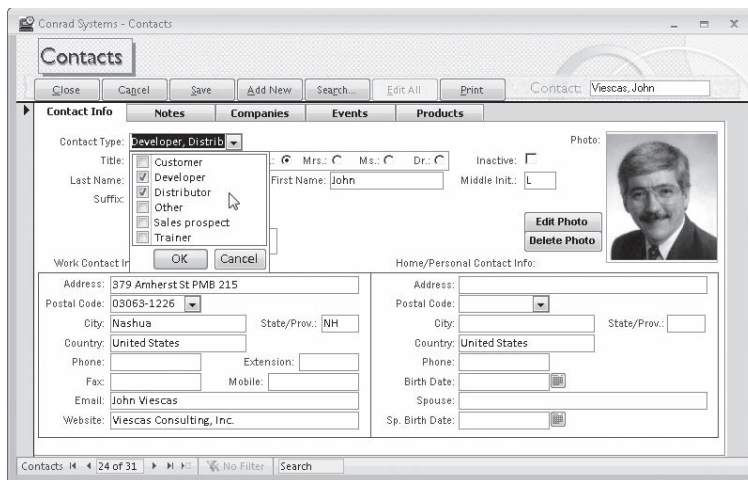 Conrad Systems - Contacts
Contacts
Close Cancel Save Add New Search... Edit All Print Contact: Viescas, John
Contact Info Notes Companies Events Products
Contact Type: Developer, Distrib Photo:
Title: .: Mrs.: Ms.: Dr.: Inactive:
Customer
Developer
Last Name: First Name: John Middle Init.: L
Distributor
Suffix:
Other
Sales prospect
Trainer
Edit Photo
Delete Photo
OK Cancel
Work Contact In Home/Personal Contact Info:
Address: 379 Amherst St PMB 215 Address:
Postal Code: 03063-1226 Postal Code:
City: Nashua State/Prov.: NH City: State/Prov.:
Country: United States Country: United States
Phone: Extension: Phone:
Fax: Mobile: Birth Date:
Email: John Viescas Spouse:
Website: Viescas Consulting, Inc. Sp. Birth Date:
Contacts 24 of 31 No Filter Search